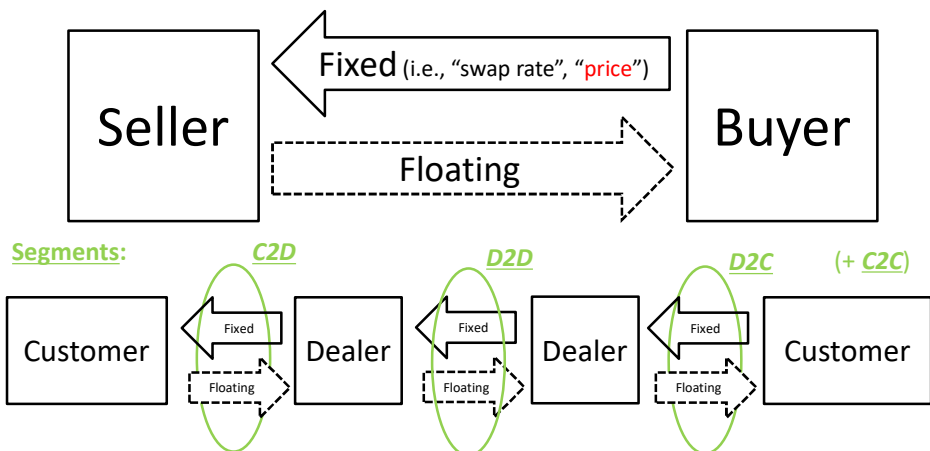 Fixed (i.e., “swap rate”, “price”)
Seller
Buyer
Floating
Segments:
C2D
D2D
D2C
(+ C2C)
Fixed
Fixed
Fixed
Customer
Dealer
Dealer
Customer
Floating
Floating
Floating